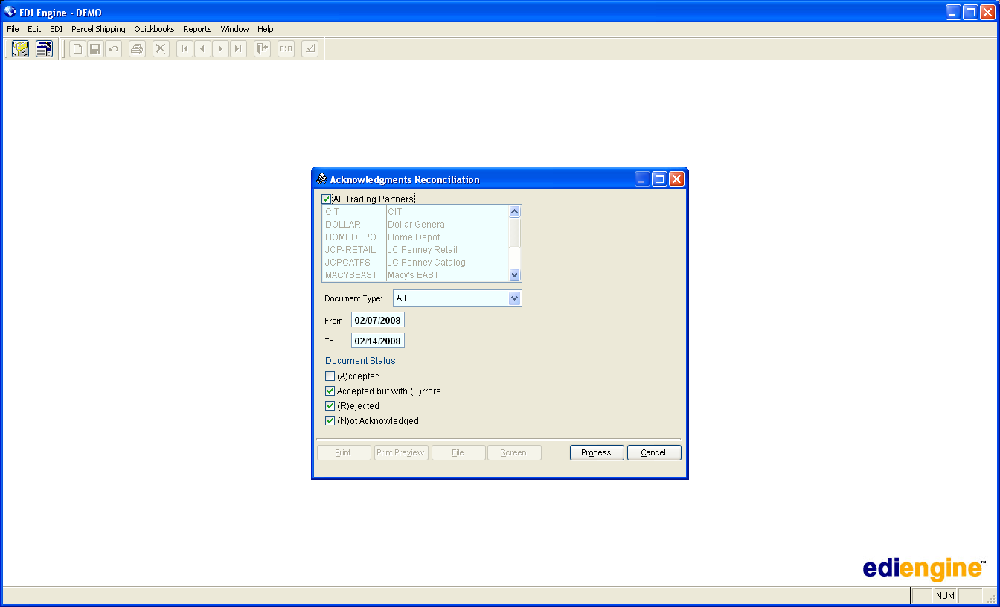 EDI Engine - DEMO
File Edit EDI Parcel Shipping Quickbooks Reports Window Help
Acknowledgments Reconciliation
All Trading Partners
CIT CIT
DOLLAR Dollar General
HOMEDEPOT Home Depot
JCP-RETAIL JC Penney Retail
JCPCATFS JC Penney Catalog
MACYSEAST Macy's EAST
Document Type: All
From 02/07/2008
To 02/14/2008
Document Status
(A)ccepted
Accepted but with (E)rrors
(R)ejected
(N)ot Acknowledged
Print Print Preview File Screen Process Cancel
ediengine™
NUM